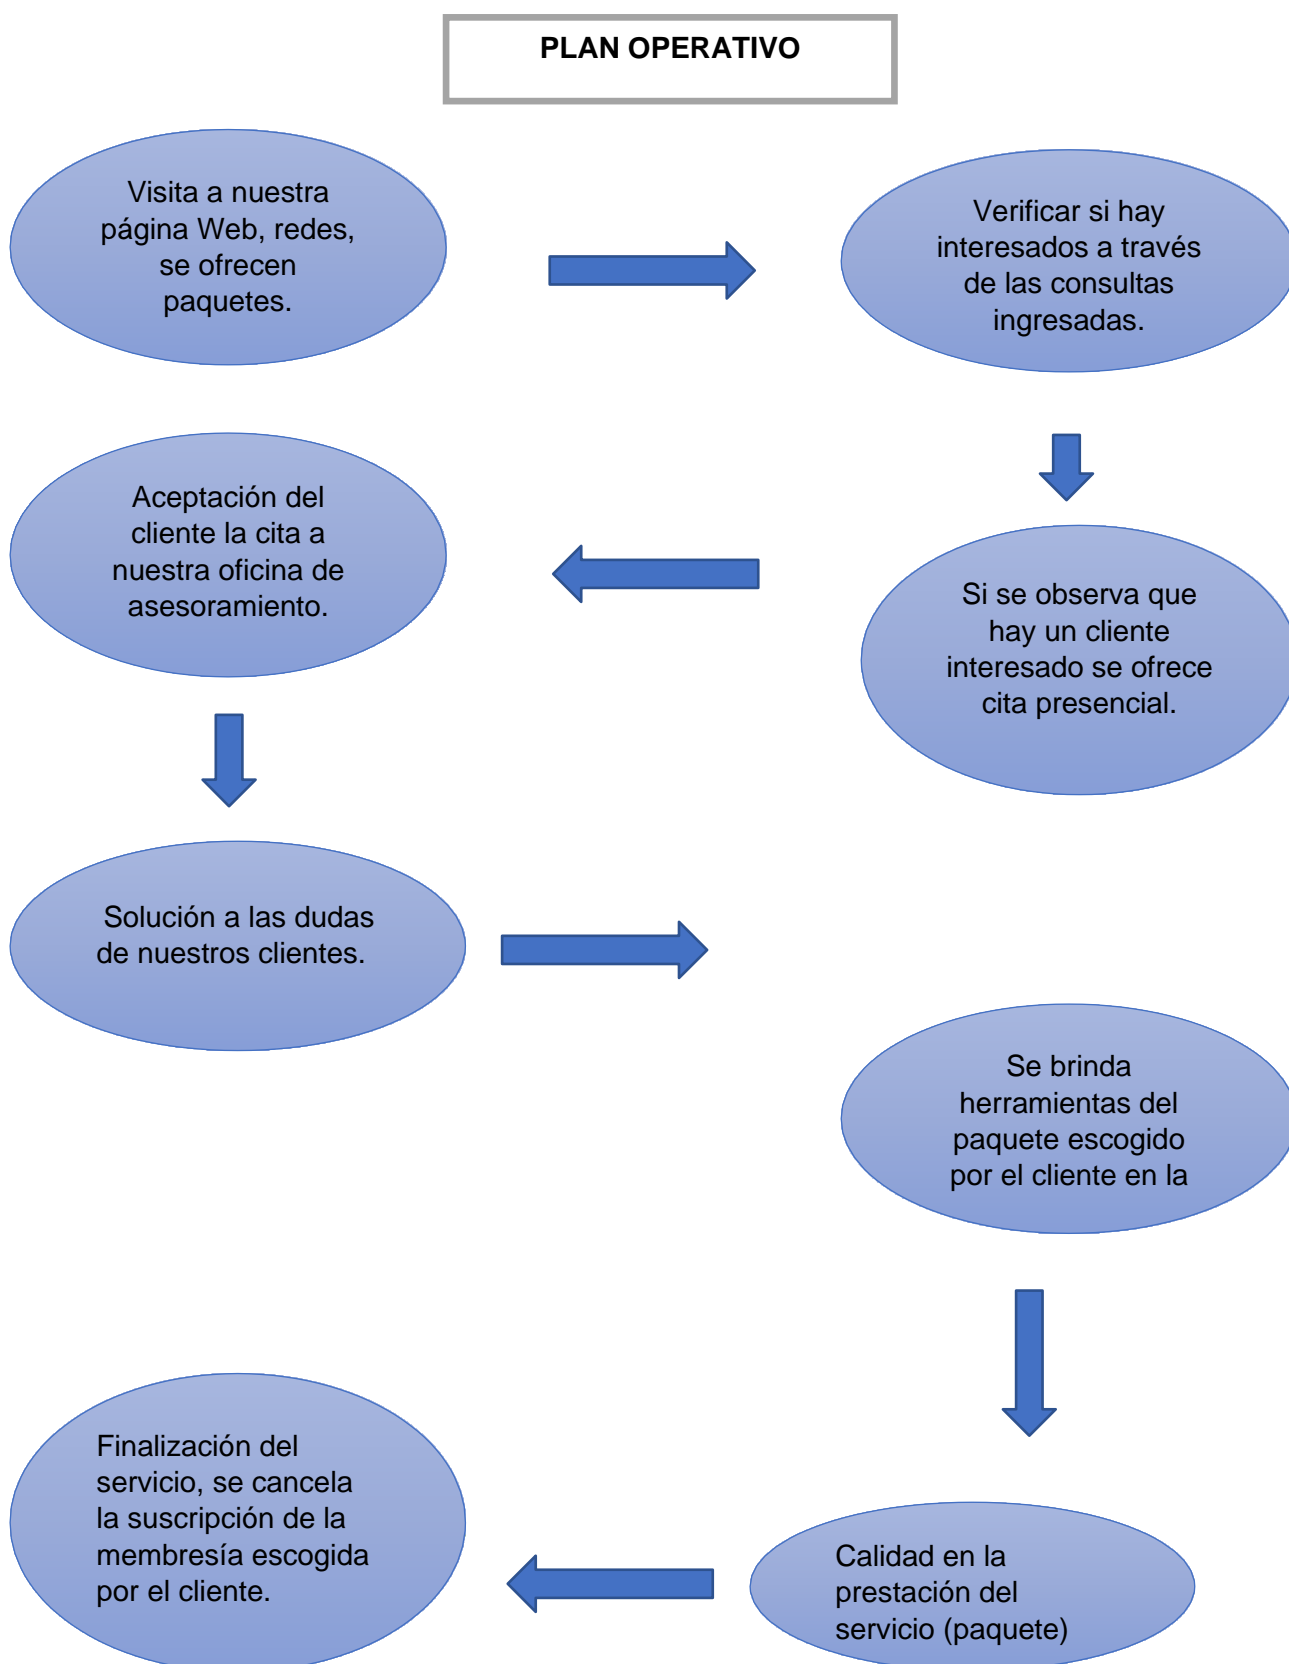 PLAN OPERATIVO
Visita a nuestra
página Web, redes,
se ofrecen
paquetes.
Verificar si hay
interesados a través
de las consultas
ingresadas.
Si se observa que
hay un cliente
interesado se ofrece
cita presencial.
Aceptación del
cliente la cita a
nuestra oficina de
asesoramiento.
Solución a las dudas
de nuestros clientes.
Se brinda
herramientas del
paquete escogido
por el cliente en la
Calidad en la
prestación del
servicio (paquete)
Finalización del
servicio, se cancela
la suscripción de la
membresía escogida
por el cliente.